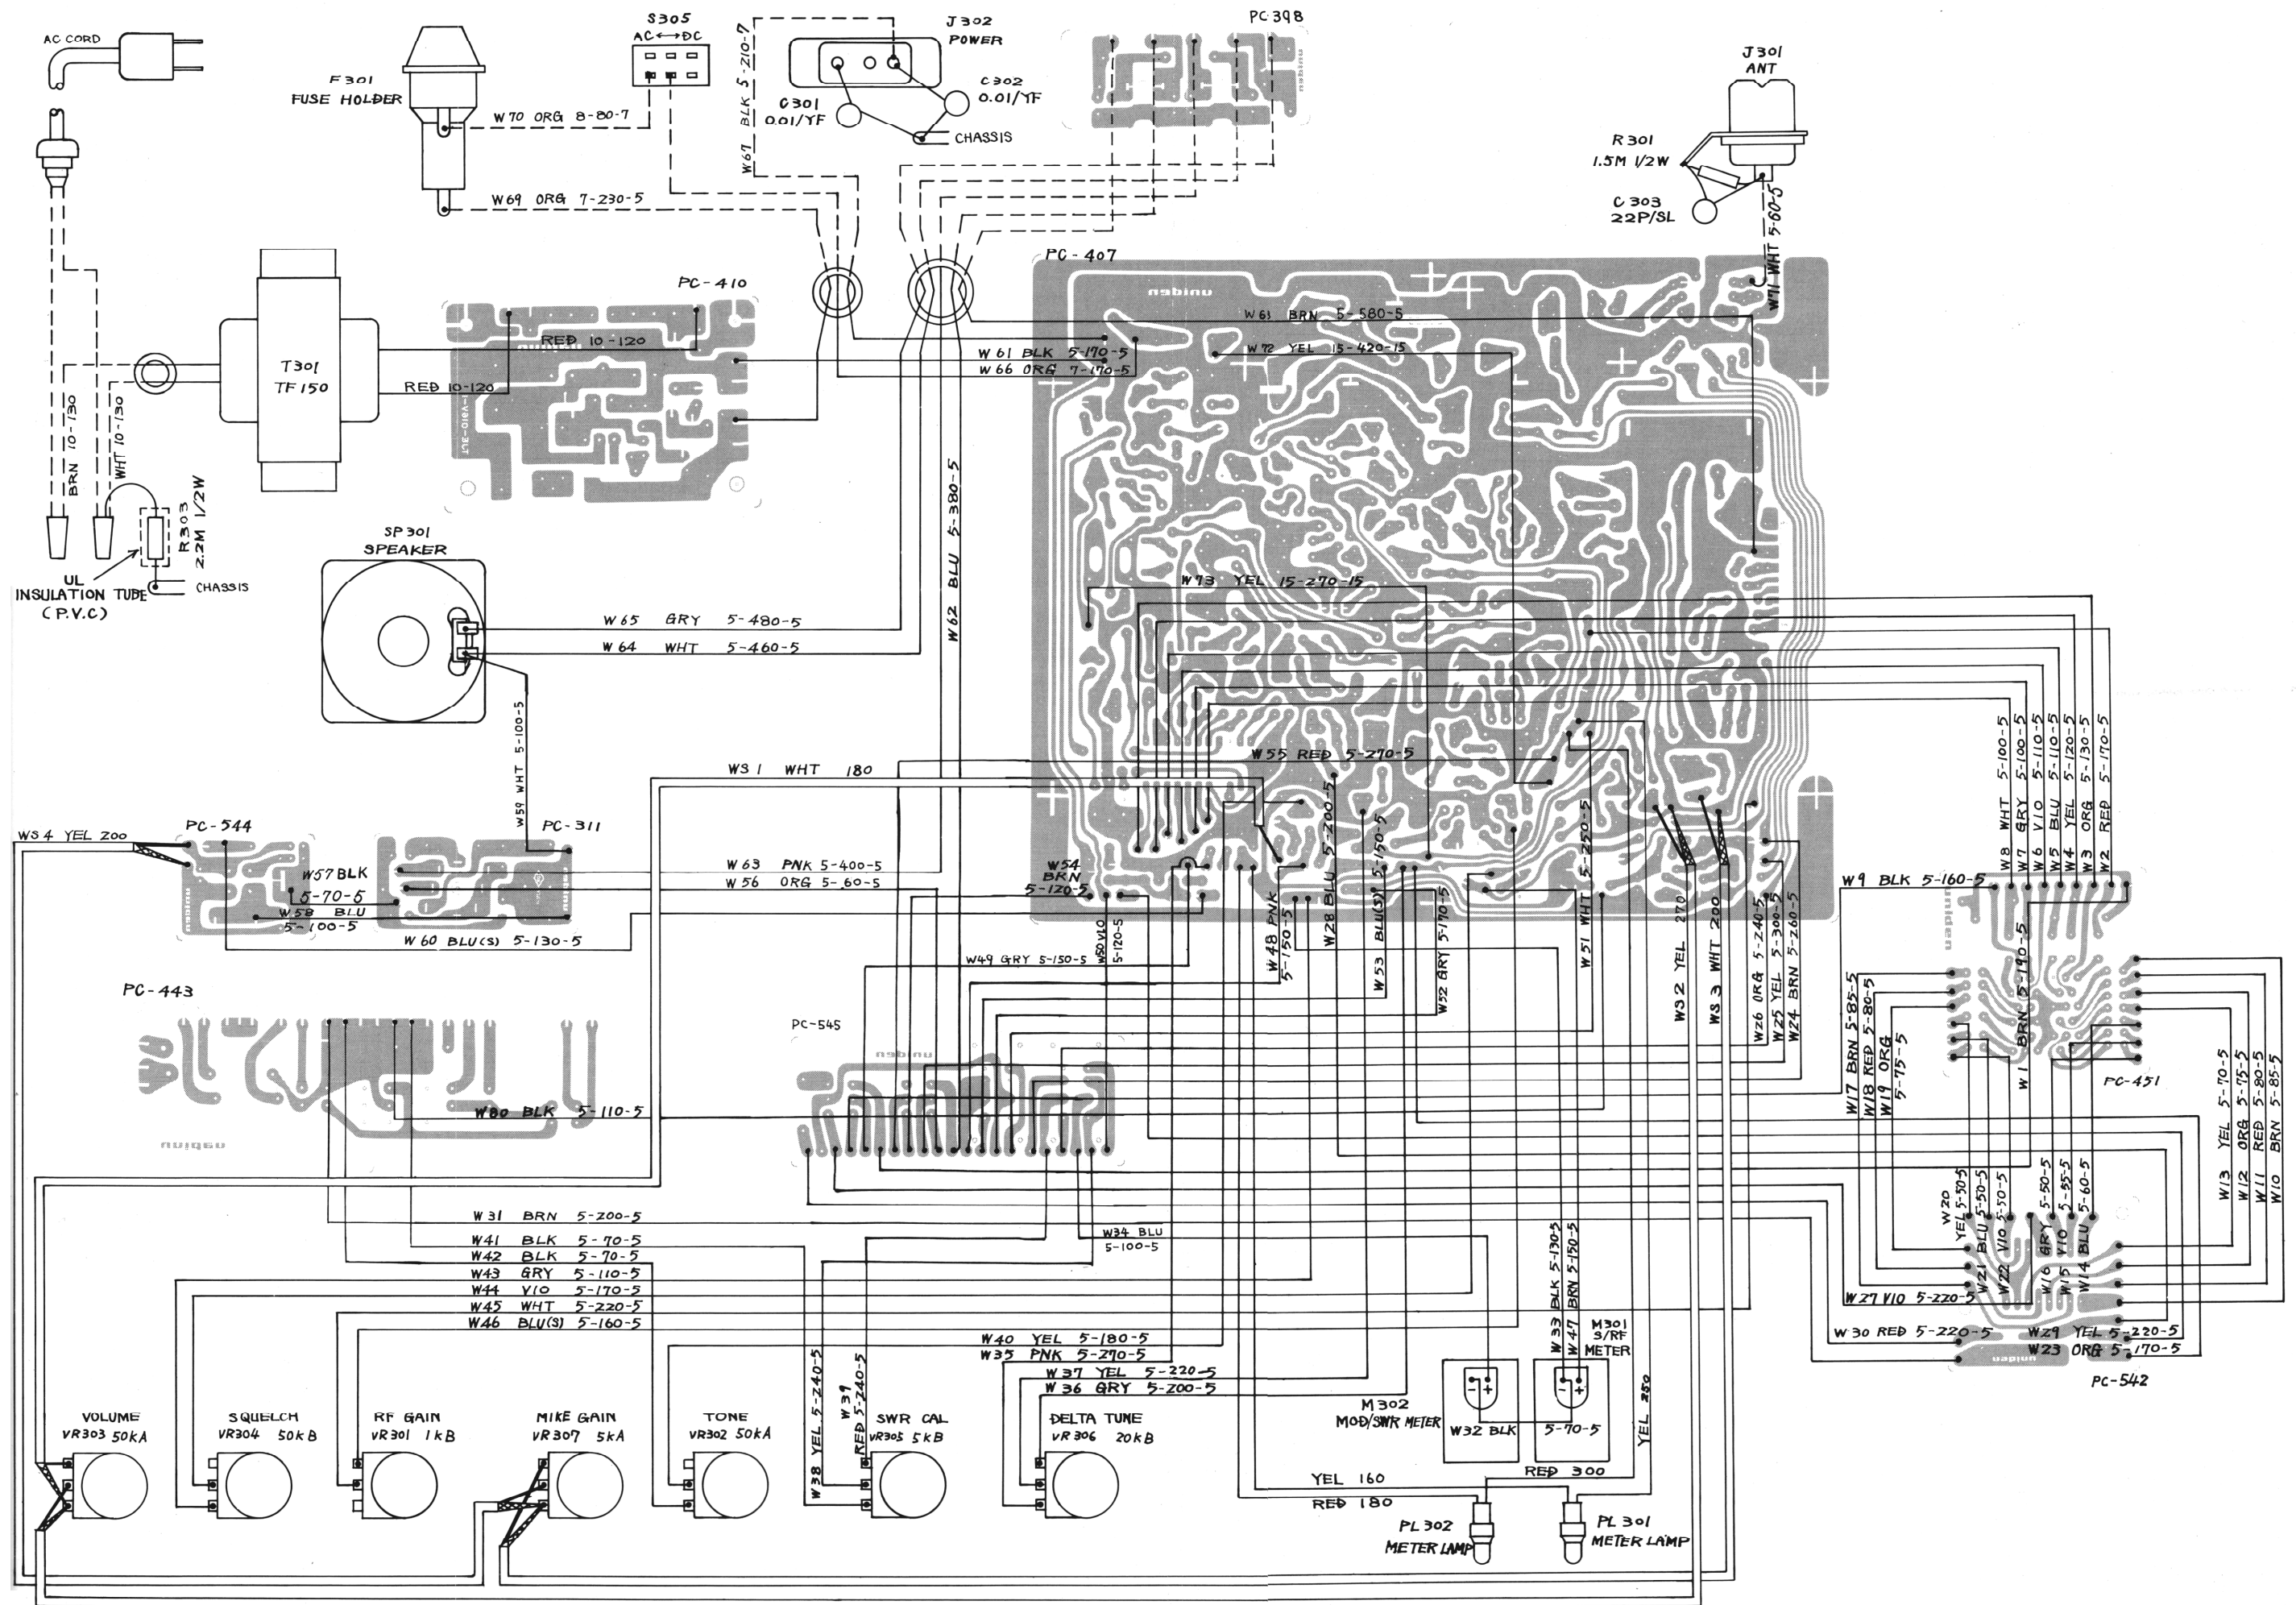 AC CORD
F301
FUSE HOLDER
S305
AC↔DC
W70 ORG 8-80-7
W69 ORG 7-230-5
W67 BLK 5-210-7
J302
POWER
C301
0.01/YF
C302
0.01/YF
CHASSIS
PC-398
J301
ANT
R301
1.5M 1/2W
C303
22P/SL
W71 WHT 5-60-5
T301
TF150
BRN 10-130
WHT 10-130
R303
2.2M 1/2W
UL
INSULATION TUBE
(P.V.C)
CHASSIS
PC-410
RED 10-120
RED 10-120
PC-407
uniden
W61 BRN 5-580-5
W61 BLK 5-170-5
W66 ORG 7-170-5
W72 YEL 15-420-15
W62 BLU 5-380-5
SP301
SPEAKER
W65 GRY 5-480-5
W64 WHT 5-460-5
W59 WHT 5-100-5
W73 YEL 15-270-15
W55 RED 5-270-5
WS1 WHT 180
WS4 YEL 200
PC-544
PC-311
W57 BLK
5-70-5
W58 BLU
5-100-5
W60 BLU(S) 5-130-5
W63 PNK 5-400-5
W56 ORG 5-60-5
W54
BRN
5-120-5
W50 VIO
5-120-5
W49 GRY 5-150-5
W48 PNK
5-150-5
W28 BLU 5-200-5
W53 BLU(S) 5-150-5
W52 GRY 5-170-5
W51 WHT 5-250-5
WS2 YEL 270
WS3 WHT 200
W26 ORG 5-240-5
W25 YEL 5-300-5
W24 BRN 5-260-5
W8 WHT 5-100-5
W7 GRY 5-100-5
W6 VIO 5-110-5
W5 BLU 5-110-5
W4 YEL 5-120-5
W3 ORG 5-130-5
W2 RED 5-170-5
W9 BLK 5-160-5
uniden
W1 BRN 5-190-5
W17 BRN 5-85-5
W18 RED 5-80-5
W19 ORG
5-75-5
PC-451
W13 YEL 5-70-5
W12 ORG 5-75-5
W11 RED 5-80-5
W10 BRN 5-85-5
PC-443
uniden
W80 BLK 5-110-5
PC-545
uniden
W20
YEL 5-50-5
W21 BLU 5-50-5
W22 VIO 5-50-5
W16 GRY 5-50-5
W15 VIO 5-55-5
W14 BLU 5-60-5
W27 VIO 5-220-5
W30 RED 5-220-5
W29 YEL 5-220-5
W23 ORG 5-170-5
uniden
PC-542
W31 BRN 5-200-5
W41 BLK 5-70-5
W42 BLK 5-70-5
W43 GRY 5-110-5
W44 VIO 5-170-5
W45 WHT 5-220-5
W46 BLU(S) 5-160-5
W34 BLU
5-100-5
W40 YEL 5-180-5
W35 PNK 5-270-5
W37 YEL 5-220-5
W36 GRY 5-200-5
W38 YEL 5-240-5
W39
RED 5-240-5
W33 BLK 5-130-5
W47 BRN 5-150-5
M301
S/RF
METER
M302
MOD/SWR METER
- +
- +
W32 BLK
5-70-5
YEL 250
RED 300
YEL 160
RED 180
PL302
METER LAMP
PL301
METER LAMP
VOLUME
VR303 50KA
SQUELCH
VR304 50KB
RF GAIN
VR301 1KB
MIKE GAIN
VR307 5KA
TONE
VR302 50KA
SWR CAL
VR305 5KB
DELTA TUNE
VR306 20KB